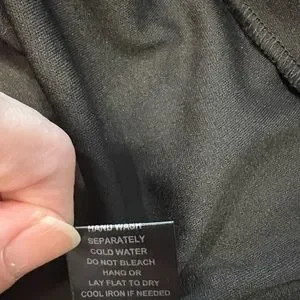 HAND WASH
SEPARATELY
COLD WATER
DO NOT BLEACH
HANG OR
LAY FLAT TO DRY
COOL IRON IF NEEDED